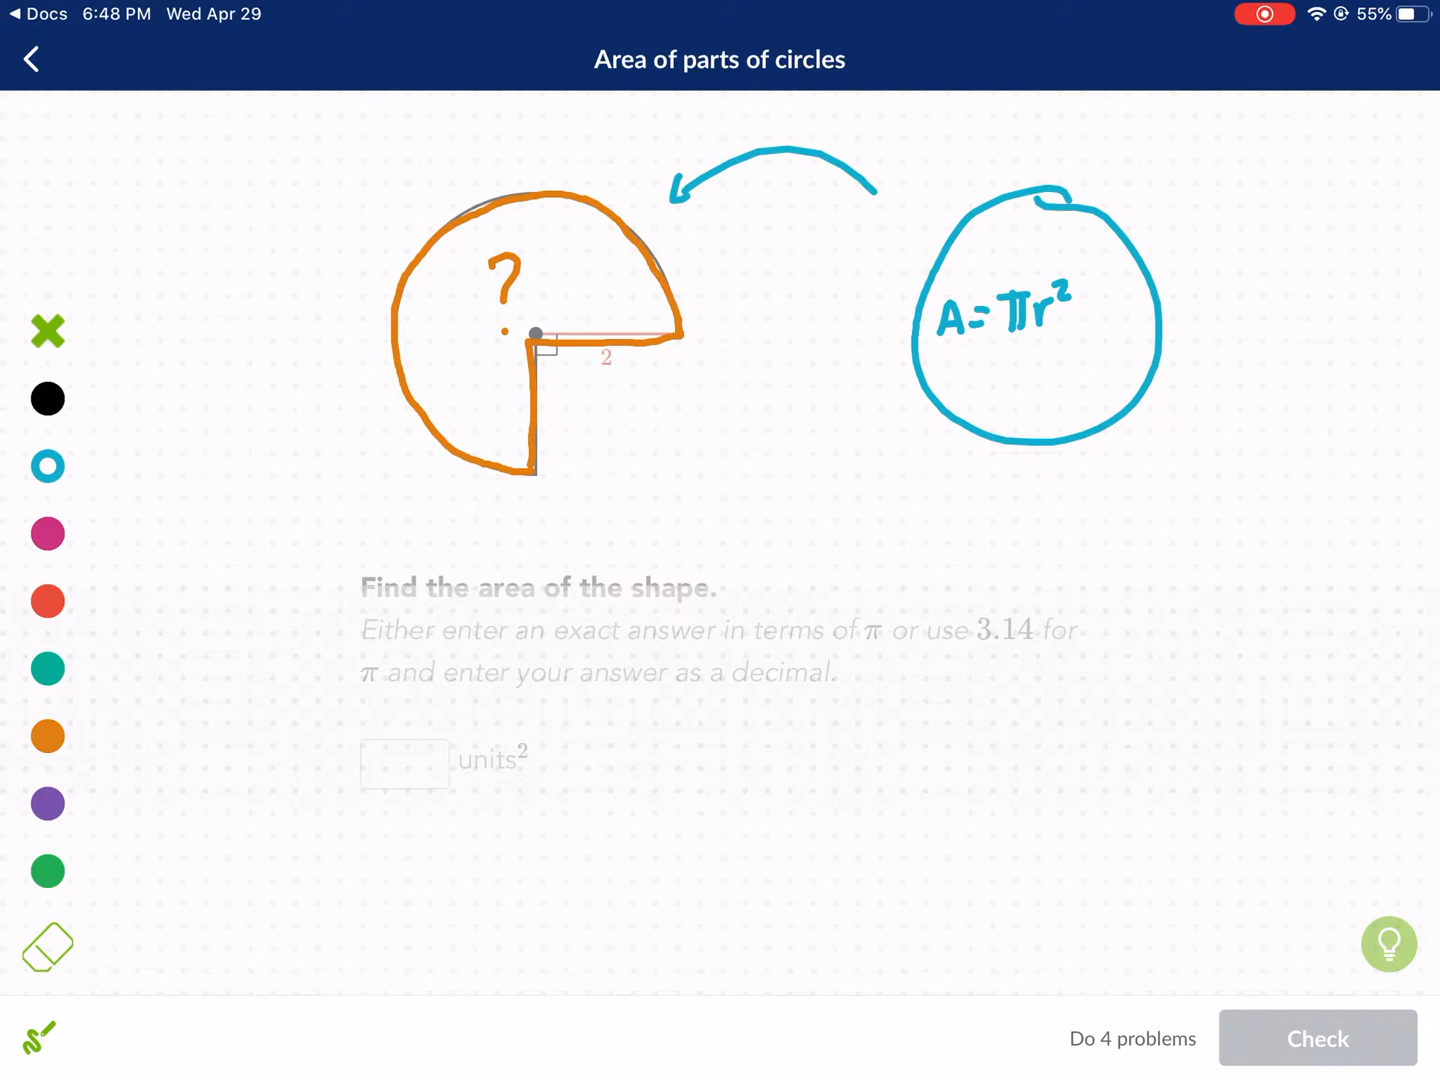 Docs 6:48 PM Wed Apr 29 55%
Area of parts of circles
?
2
A=πr²
Find the area of the shape.
Either enter an exact answer in terms of π or use 3.14 for
π and enter your answer as a decimal.
units²
Do 4 problems
Check